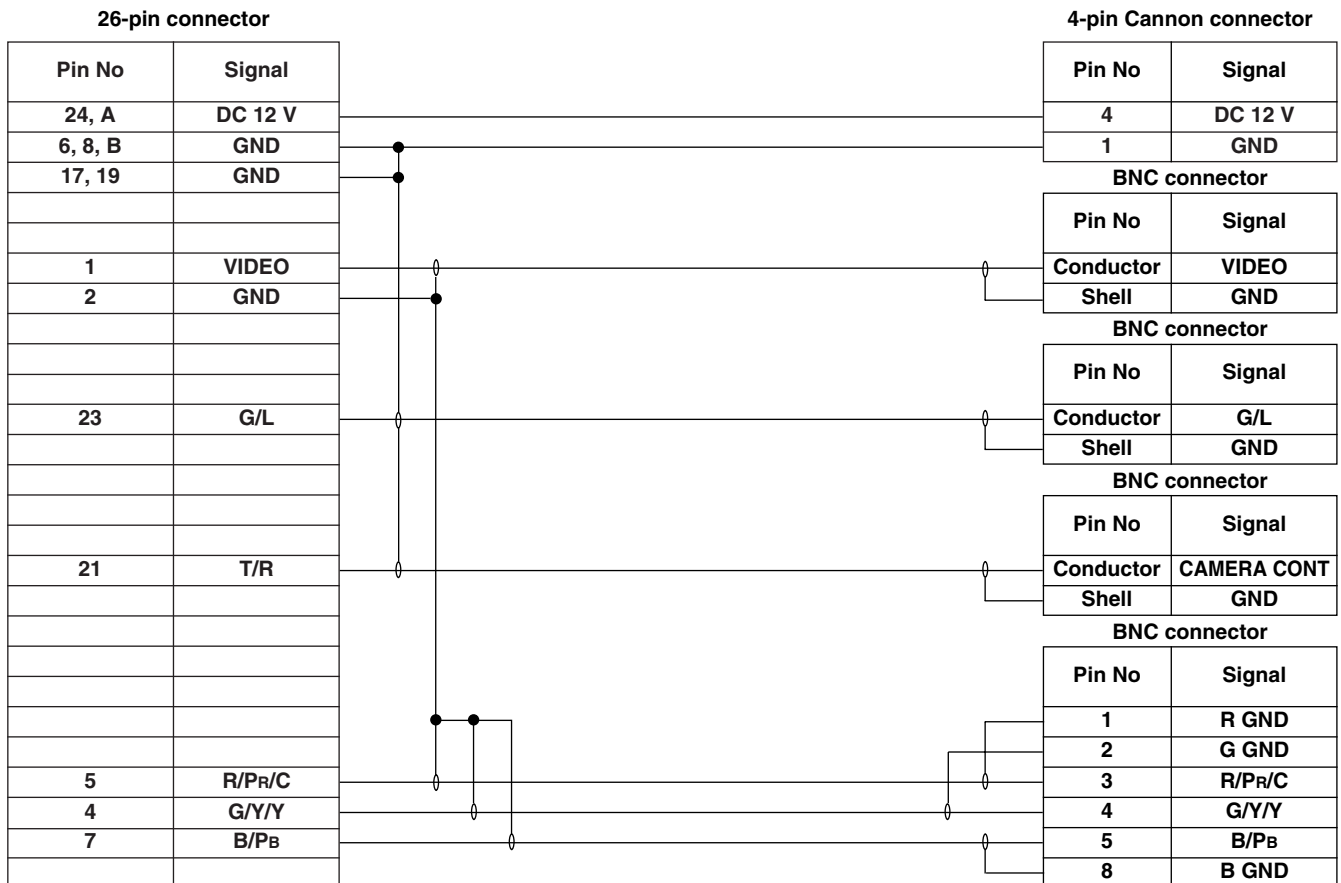 26-pin connector
Pin No Signal
24, A DC 12 V
6, 8, B GND
17, 19 GND
1 VIDEO
2 GND
23 G/L
21 T/R
5 R/PR/C
4 G/Y/Y
7 B/PB
4-pin Cannon connector
Pin No Signal
4 DC 12 V
1 GND
BNC connector
Pin No Signal
Conductor VIDEO
Shell GND
BNC connector
Pin No Signal
Conductor G/L
Shell GND
BNC connector
Pin No Signal
Conductor CAMERA CONT
Shell GND
BNC connector
Pin No Signal
1 R GND
2 G GND
3 R/PR/C
4 G/Y/Y
5 B/PB
8 B GND